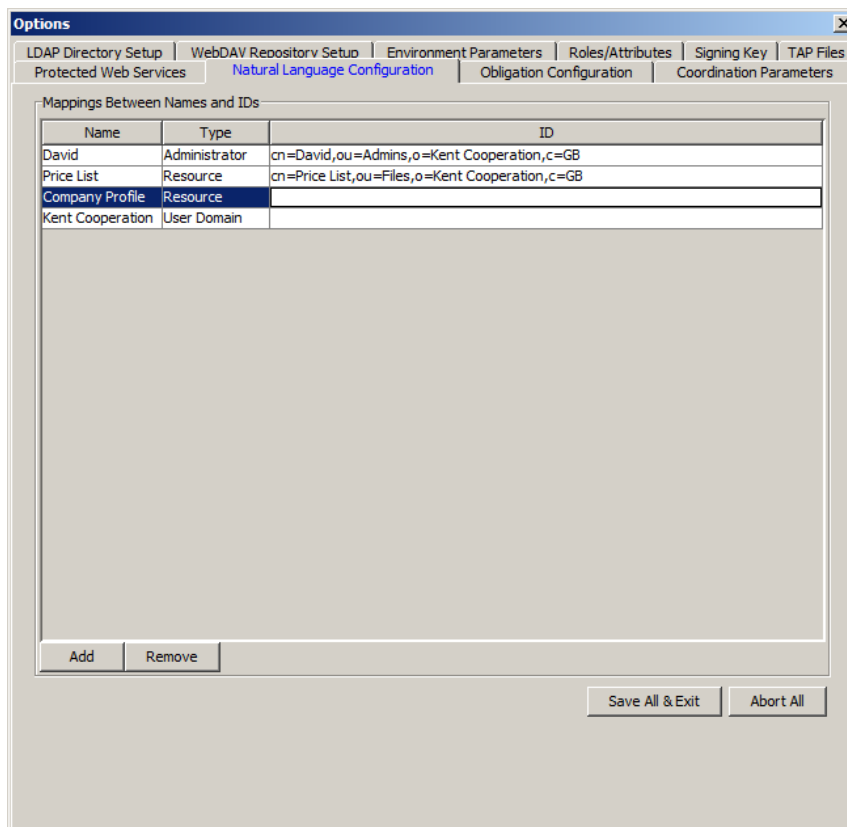 Options
LDAP Directory Setup WebDAV Repository Setup Environment Parameters Roles/Attributes Signing Key TAP Files
Protected Web Services Natural Language Configuration Obligation Configuration Coordination Parameters
Mappings Between Names and IDs
Name Type ID
David Administrator cn=David,ou=Admins,o=Kent Cooperation,c=GB
Price List Resource cn=Price List,ou=Files,o=Kent Cooperation,c=GB
Company Profile Resource
Kent Cooperation User Domain
Add Remove
Save All & Exit Abort All